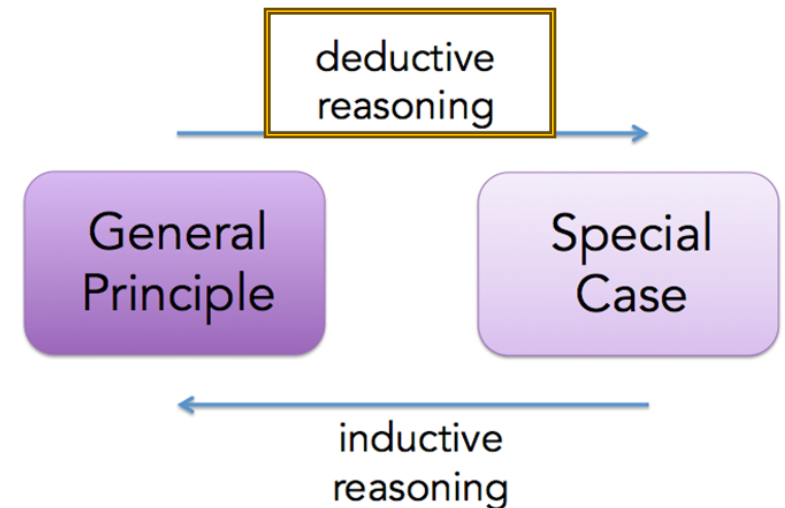 deductive
reasoning
General
Principle
Special
Case
inductive
reasoning